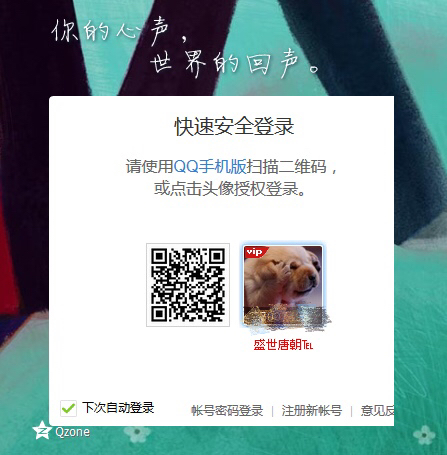 你的心声，
世界的回声。
快速安全登录
请使用QQ手机版扫描二维码，
或点击头像授权登录。
vip
盛世唐朝℡
下次自动登录
帐号密码登录 | 注册新帐号 | 意见反
Qzone